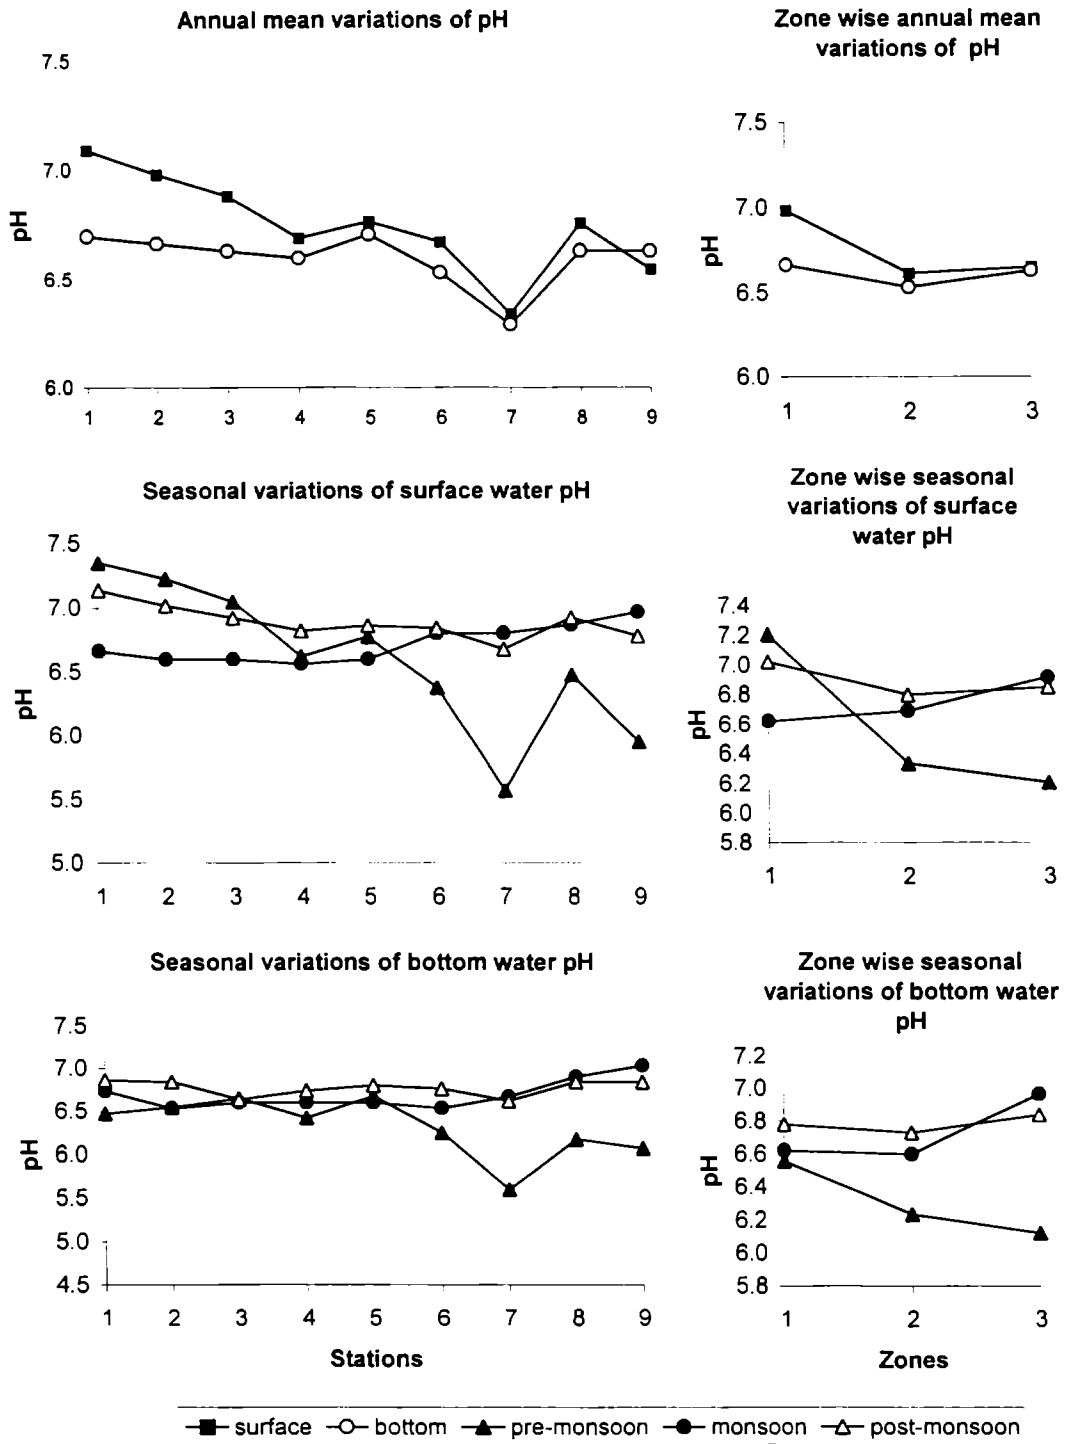 Annual mean variations of pH
7.5
7.0
6.5
6.0
pH
1 2 3 4 5 6 7 8 9
Zone wise annual mean
variations of pH
7.5
7.0
6.5
6.0
pH
1 2 3
Seasonal variations of surface water pH
7.5
7.0
6.5
6.0
5.5
5.0
pH
1 2 3 4 5 6 7 8 9
Zone wise seasonal
variations of surface
water pH
7.4
7.2
7.0
6.8
6.6
6.4
6.2
6.0
5.8
pH
1 2 3
Seasonal variations of bottom water pH
7.5
7.0
6.5
6.0
5.5
5.0
4.5
pH
1 2 3 4 5 6 7 8 9
Stations
Zone wise seasonal
variations of bottom water
pH
7.2
7.0
6.8
6.6
6.4
6.2
6.0
5.8
pH
1 2 3
Zones
surface bottom pre-monsoon monsoon post-monsoon